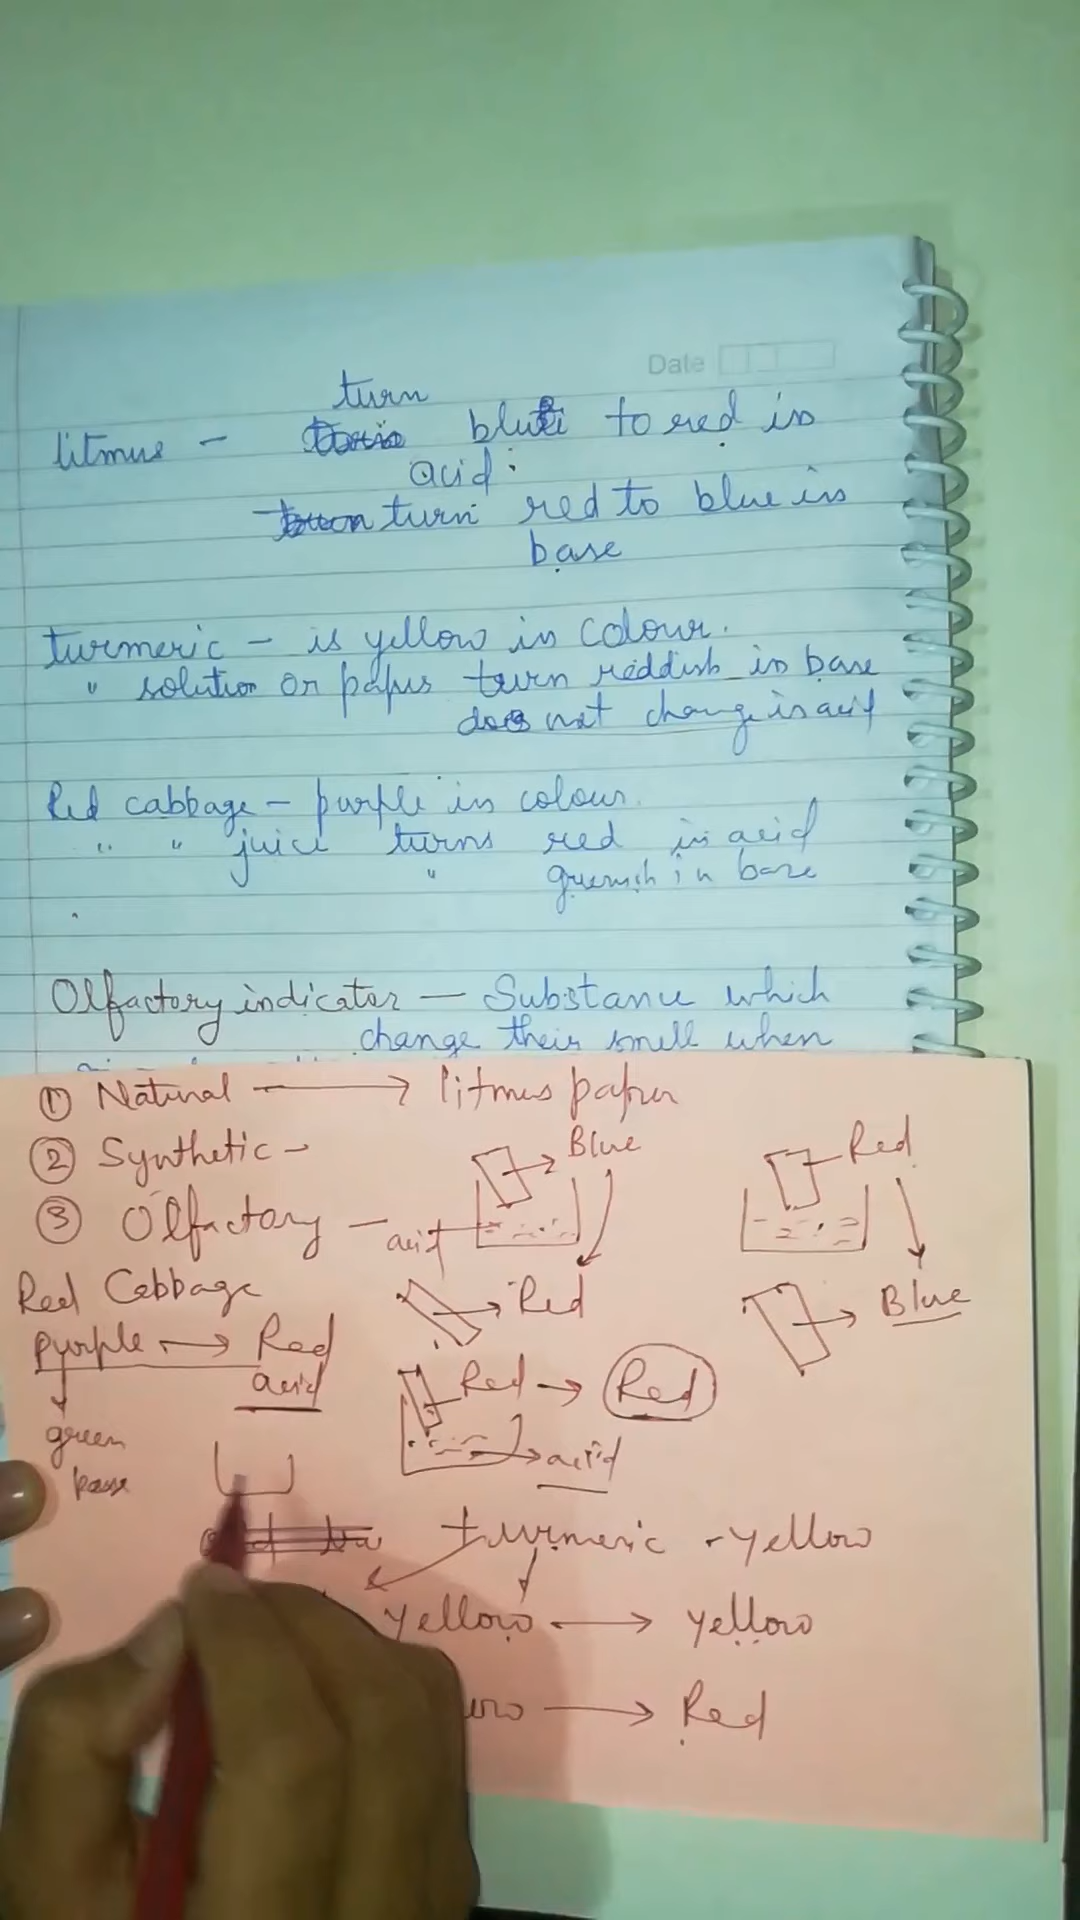 Date
turn
litmus - blue to red in
acid.
turn red to blue in
base
turmeric - is yellow in colour.
" solution or paper turn reddish in base
does not change in acid
Red cabbage - purple in colour.
" " juice turns red in acid
" greenish in base
Olfactory indicator - Substance which
change their smell when
① Natural → litmus paper
② Synthetic -
③ Olfactory -
Blue
Red
acid
Red
Blue
Red → Red
acid
Red Cabbage
purple → Red
acid
green
base
turmeric - yellow
yellow → yellow
→ Red